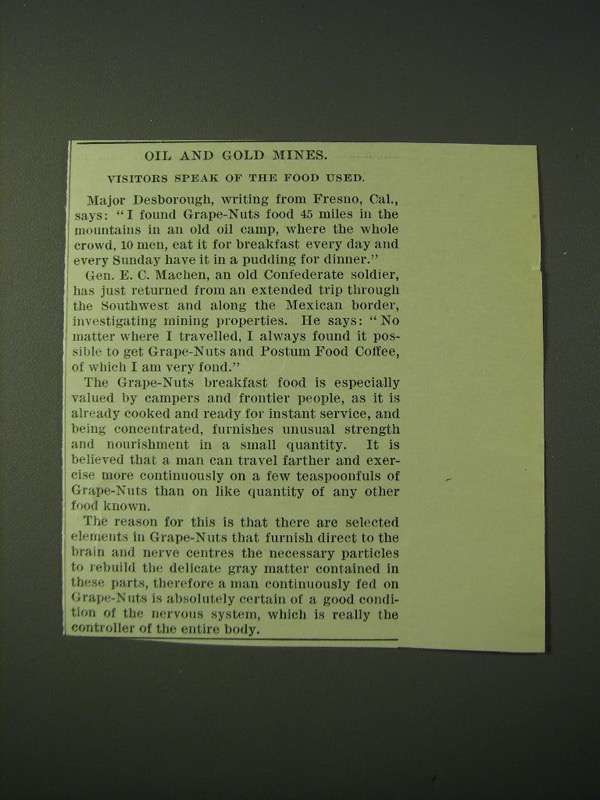 OIL AND GOLD MINES.
VISITORS SPEAK OF THE FOOD USED.
Major Desborough, writing from Fresno, Cal.,
says: "I found Grape-Nuts food 45 miles in the
mountains in an old oil camp, where the whole
crowd, 10 men, eat it for breakfast every day and
every Sunday have it in a pudding for dinner."
Gen. E. C. Machen, an old Confederate soldier,
has just returned from an extended trip through
the Southwest and along the Mexican border,
investigating mining properties. He says: "No
matter where I travelled, I always found it pos-
sible to get Grape-Nuts and Postum Food Coffee,
of which I am very fond."
The Grape-Nuts breakfast food is especially
valued by campers and frontier people, as it is
already cooked and ready for instant service, and
being concentrated, furnishes unusual strength
and nourishment in a small quantity. It is
believed that a man can travel farther and exer-
cise more continuously on a few teaspoonfuls of
Grape-Nuts than on like quantity of any other
food known.
The reason for this is that there are selected
elements in Grape-Nuts that furnish direct to the
brain and nerve centres the necessary particles
to rebuild the delicate gray matter contained in
these parts, therefore a man continuously fed on
Grape-Nuts is absolutely certain of a good condi-
tion of the nervous system, which is really the
controller of the entire body.